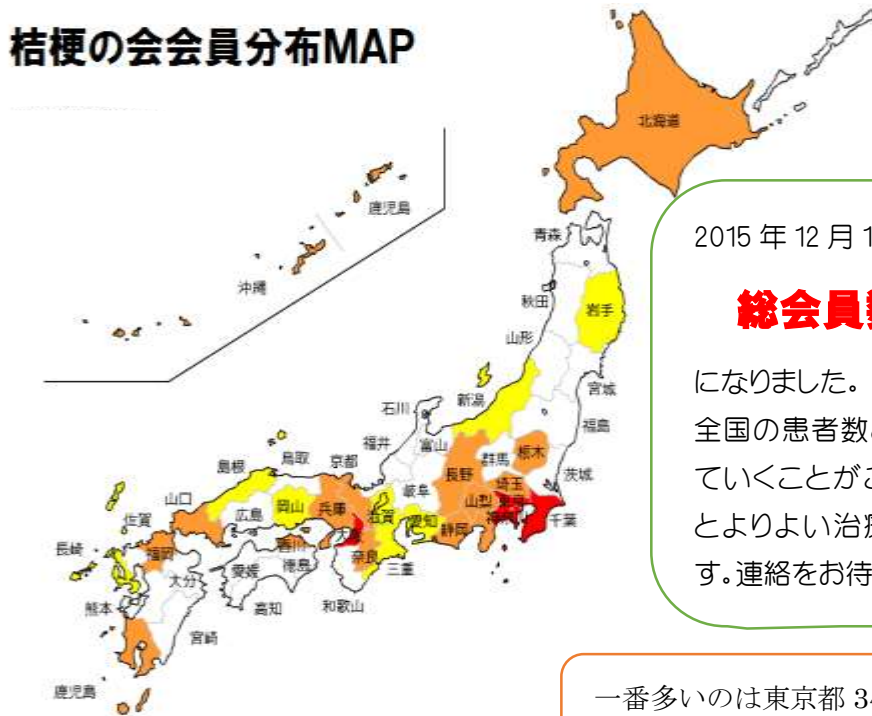 桔梗の会会員分布MAP
北海道
鹿児島
沖縄
青森
秋田
岩手
山形
宮城
新潟
福島
石川
富山
福井
群馬
栃木
茨城
長野
埼玉
岐阜
山梨
東京
神奈川
千葉
静岡
愛知
島根
鳥取
京都
兵庫
滋賀
岡山
広島
山口
大阪
奈良
三重
和歌山
香川
徳島
愛媛
高知
佐賀
福岡
長崎
大分
熊本
宮崎
鹿児島
2015 年 12 月 1
総会員数
になりました。
全国の患者数
ていくことが
とよりよい治療
す。連絡をお待
一番多いのは東京都 34